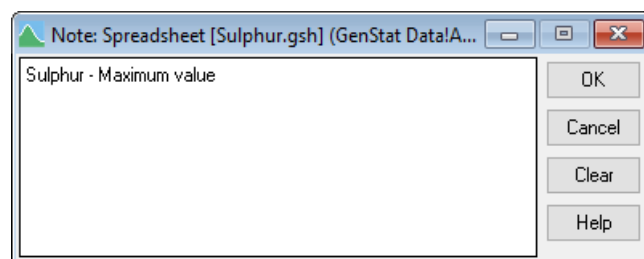 Note: Spreadsheet [Sulphur.gsh] (GenStat Data!A...
Sulphur - Maximum value
OK
Cancel
Clear
Help